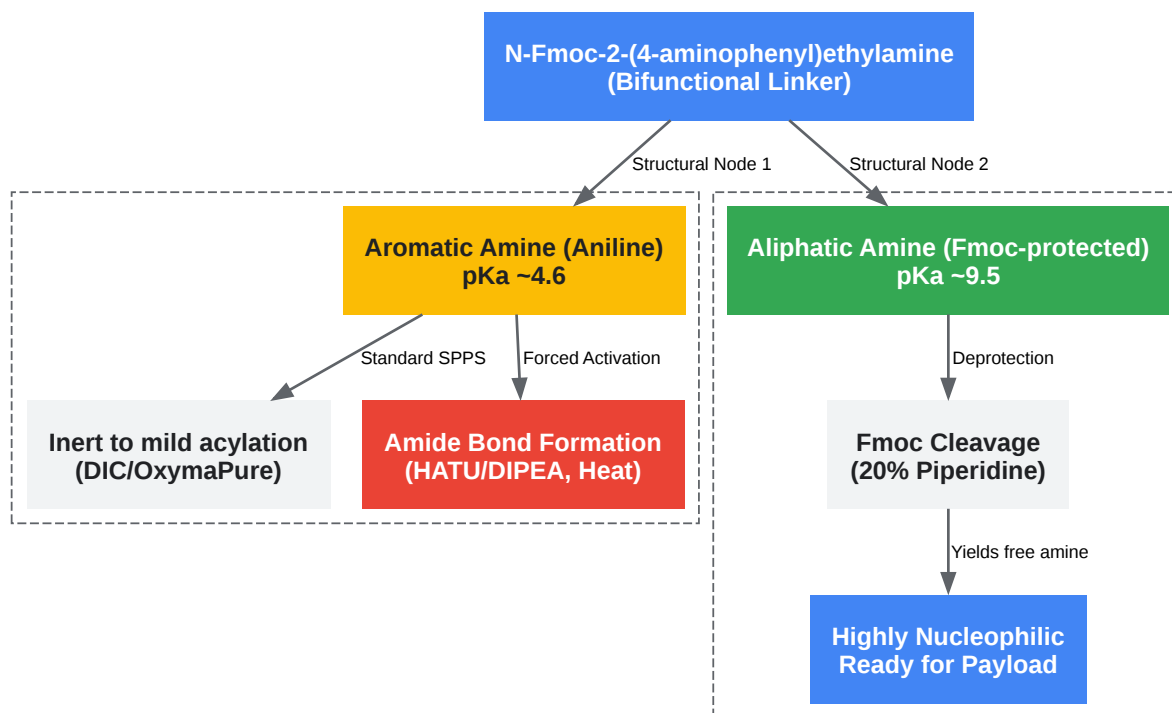 N-Fmoc-2-(4-aminophenyl)ethylamine
(Bifunctional Linker)
Structural Node 1
Structural Node 2
Aromatic Amine (Aniline)
pKa ~4.6
Aliphatic Amine (Fmoc-protected)
pKa ~9.5
Standard SPPS
Forced Activation
Deprotection
Inert to mild acylation
(DIC/OxymaPure)
Amide Bond Formation
(HATU/DIPEA, Heat)
Fmoc Cleavage
(20% Piperidine)
Yields free amine
Highly Nucleophilic
Ready for Payload